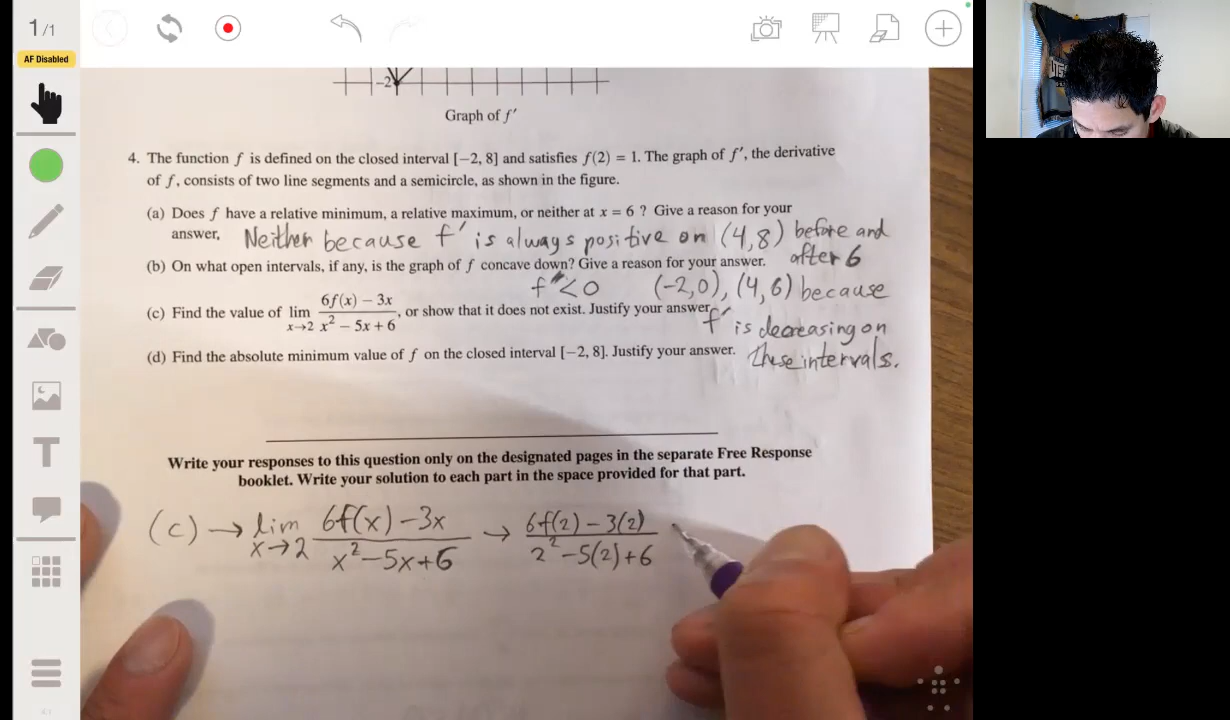 1/1
AF Disabled
-2
Graph of f′
4. The function f is defined on the closed interval [−2, 8] and satisfies f(2) = 1. The graph of f′, the derivative
of f, consists of two line segments and a semicircle, as shown in the figure.
(a) Does f have a relative minimum, a relative maximum, or neither at x = 6 ? Give a reason for your
answer. Neither because f′ is always positive on (4,8) before and
after 6
(b) On what open intervals, if any, is the graph of f concave down? Give a reason for your answer.
f″<0 (-2,0), (4,6) because
f′ is decreasing on
these intervals.
(c) Find the value of lim x→2 (6f(x) − 3x)/(x² − 5x + 6), or show that it does not exist. Justify your answer.
(d) Find the absolute minimum value of f on the closed interval [−2, 8]. Justify your answer.
Write your responses to this question only on the designated pages in the separate Free Response
booklet. Write your solution to each part in the space provided for that part.
(c) → lim x→2 (6f(x) −3x)/(x²−5x+6) → (6f(2) −3(2))/(2²−5(2)+6)
T